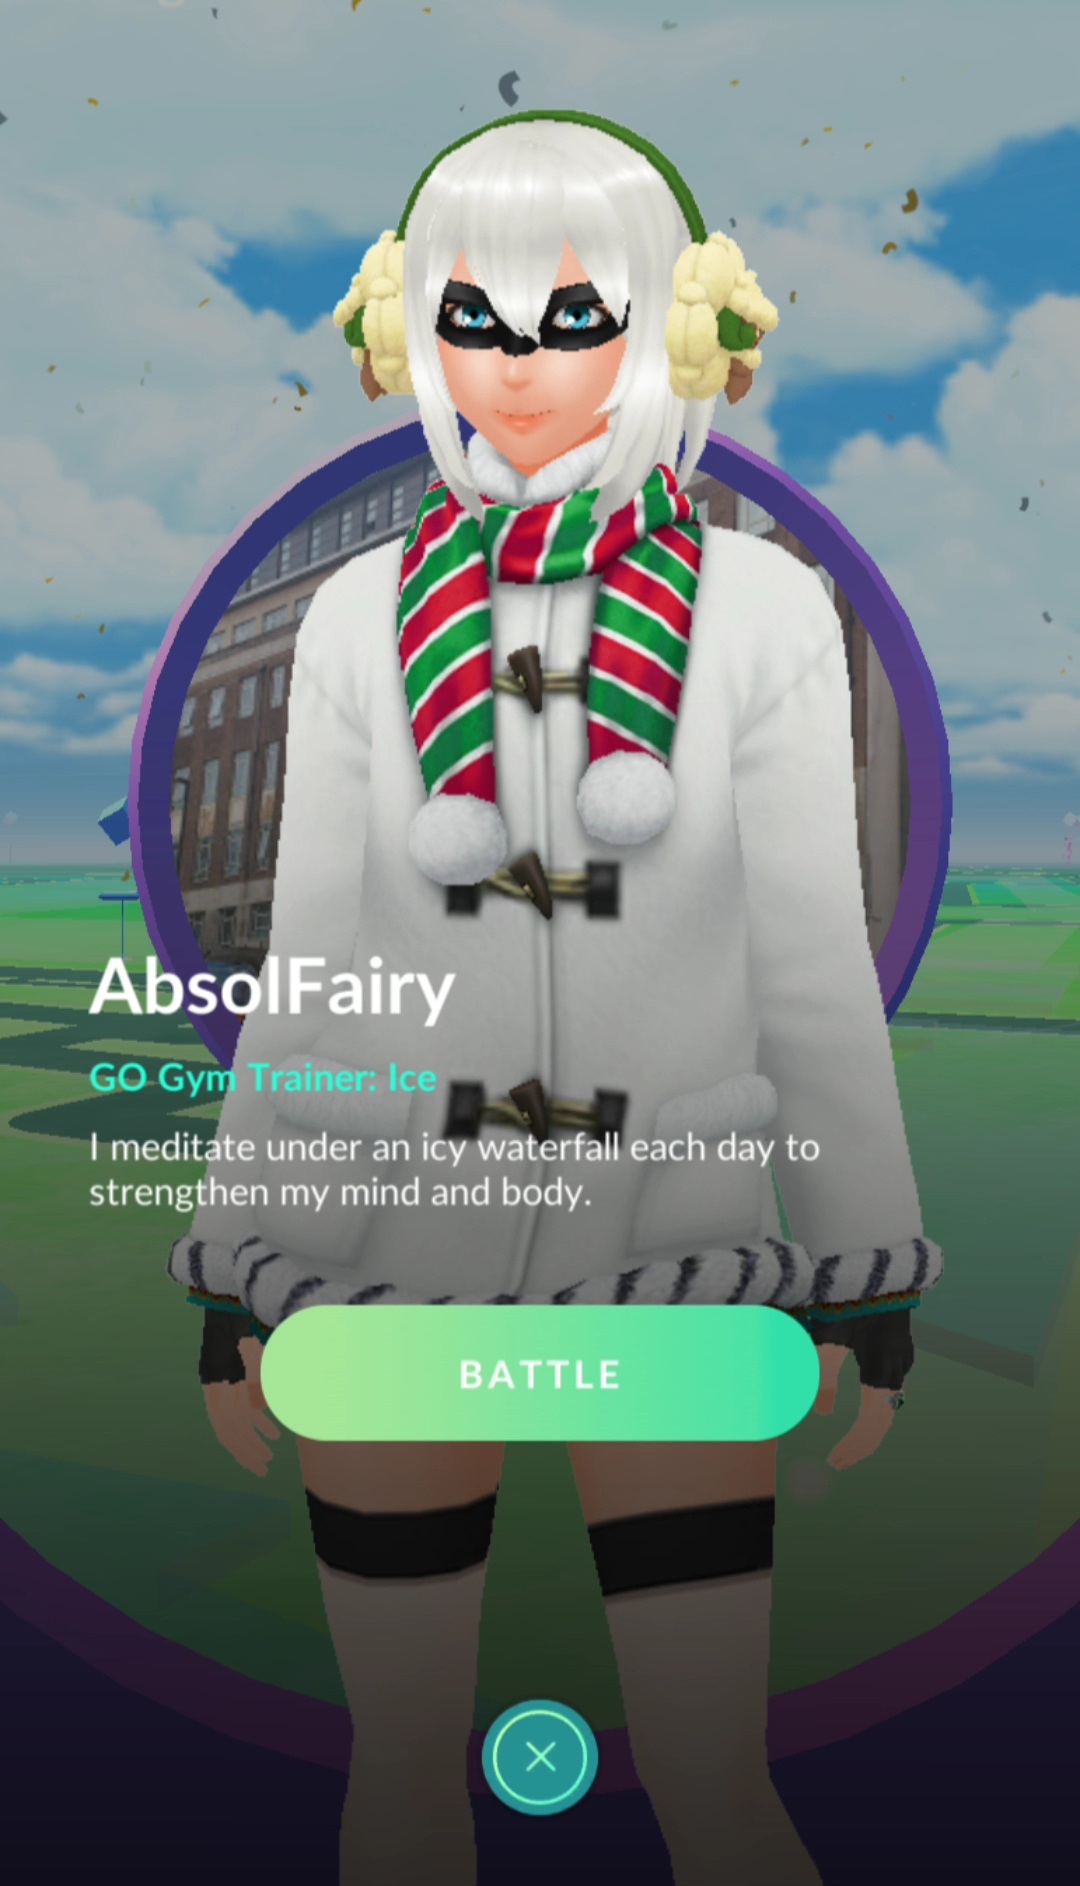 AbsolFairy
GO Gym Trainer: Ice
I meditate under an icy waterfall each day to
strengthen my mind and body.
BATTLE